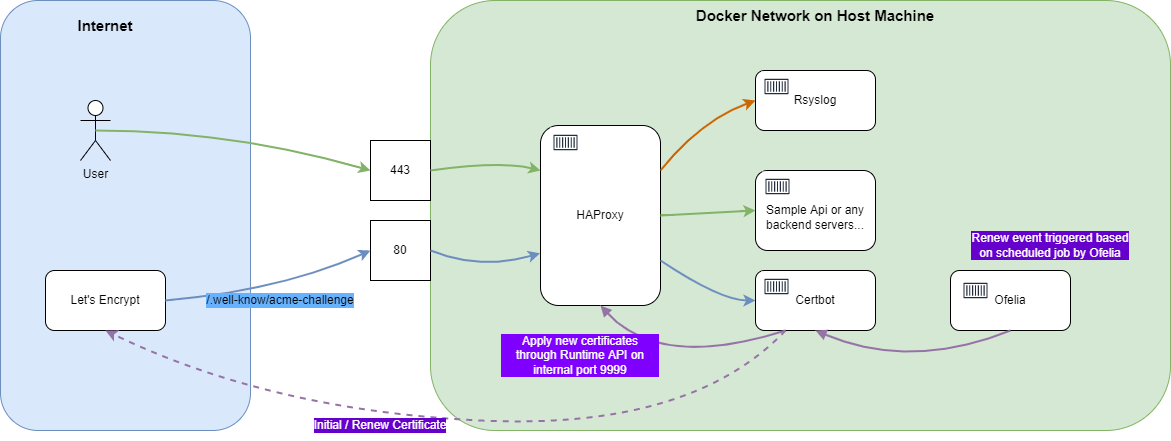 Internet
Docker Network on Host Machine
User
443
80
Let's Encrypt
/.well-know/acme-challenge
HAProxy
Rsyslog
Sample Api or any
backend servers...
Renew event triggered based
on scheduled job by Ofelia
Certbot
Ofelia
Apply new certificates
through Runtime API on
internal port 9999
Initial / Renew Certificate